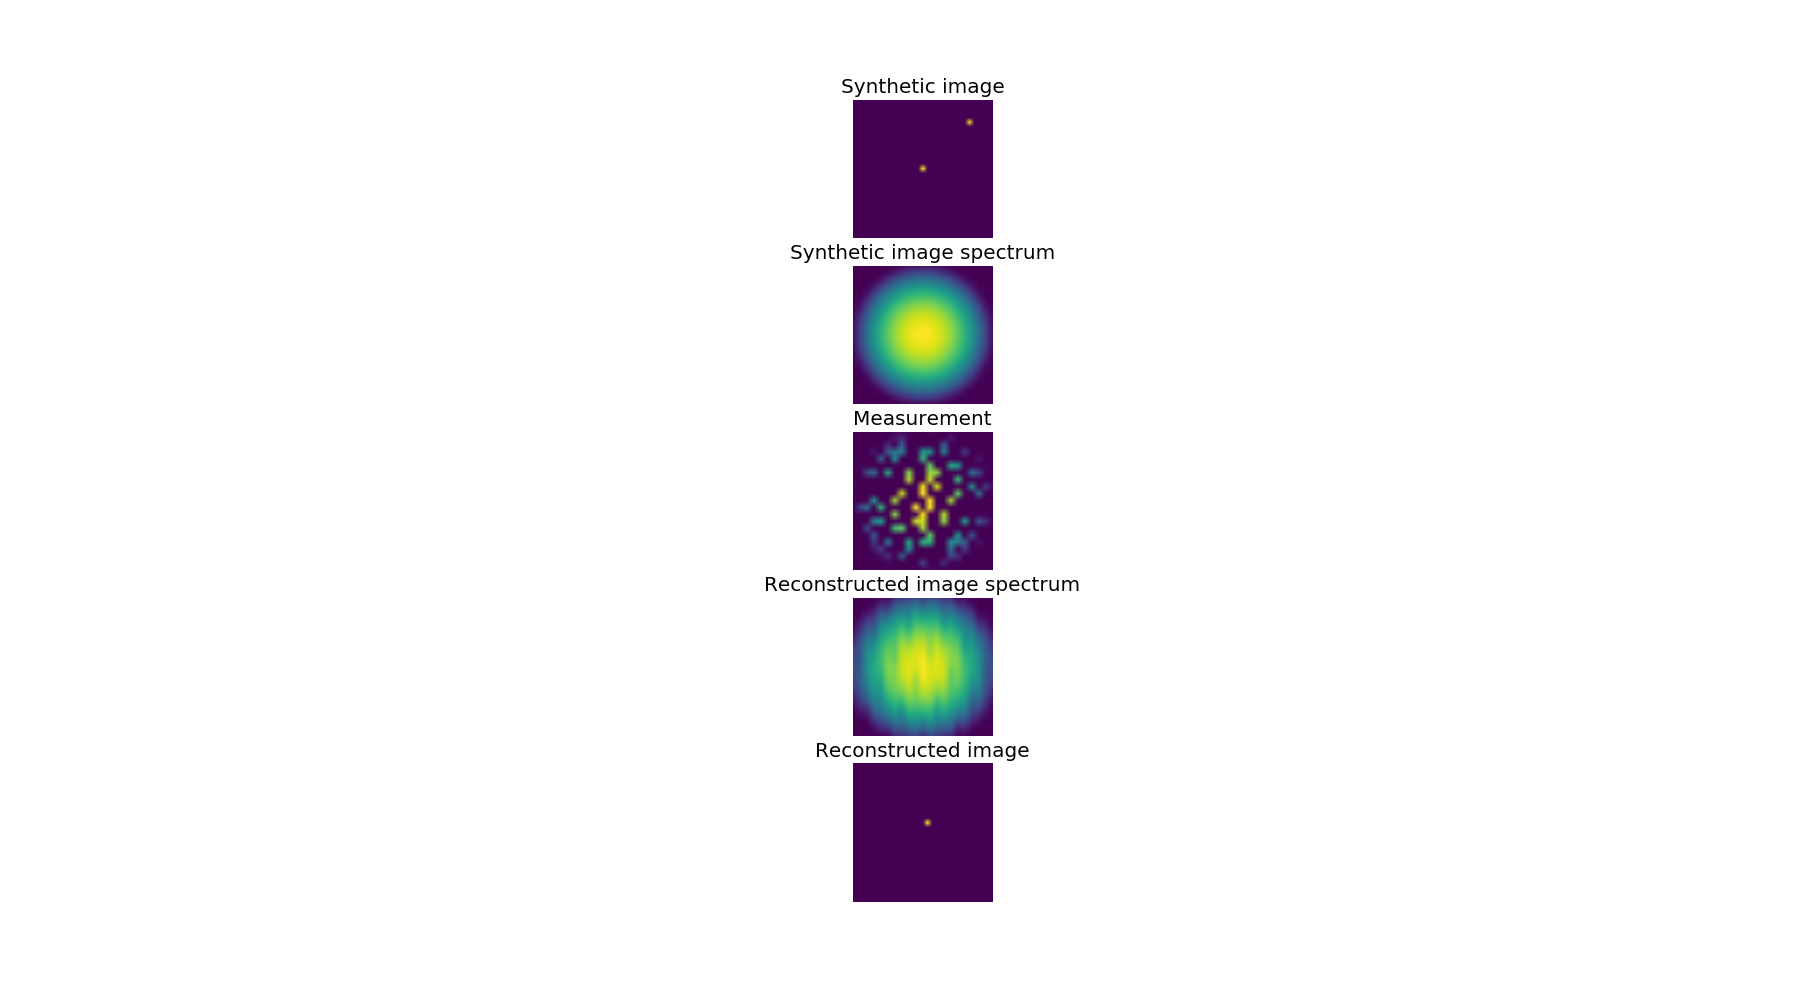 Synthetic image
Synthetic image spectrum
Measurement
Reconstructed image spectrum
Reconstructed image